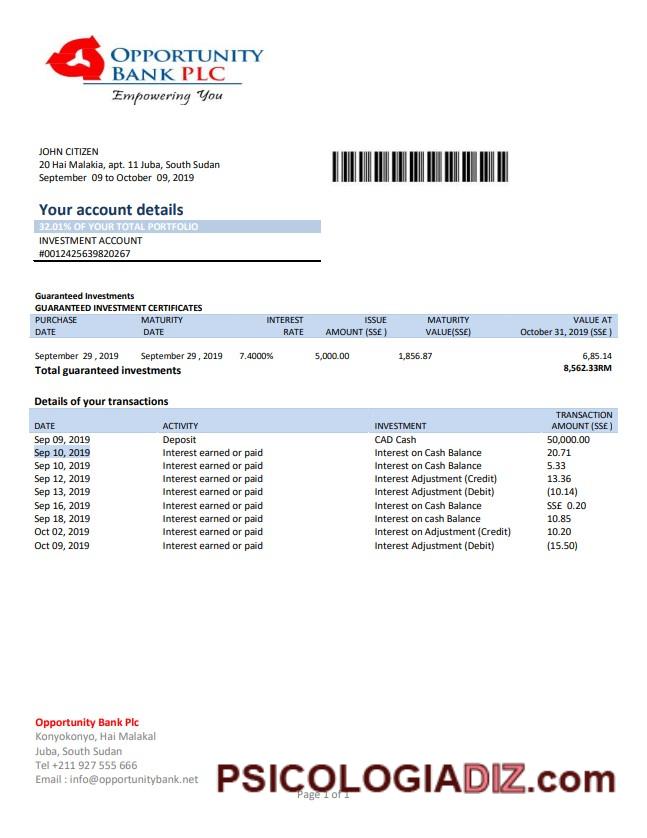 OPPORTUNITY
BANK PLC
Empowering You
JOHN CITIZEN
20 Hai Malakia, apt. 11 Juba, South Sudan
September 09 to October 09, 2019
Your account details
32.01% OF YOUR TOTAL PORTFOLIO
INVESTMENT ACCOUNT
#0012425639820267
Guaranteed Investments
GUARANTEED INVESTMENT CERTIFICATES
PURCHASE MATURITY INTEREST ISSUE MATURITY VALUE AT
DATE DATE RATE AMOUNT (SS£ ) VALUE(SS£) October 31, 2019 (SS£ )
September 29 , 2019 September 29 , 2019 7.4000% 5,000.00 1,856.87 6,85.14
Total guaranteed investments 8,562.33RM
Details of your transactions
TRANSACTION
DATE ACTIVITY INVESTMENT AMOUNT (SS£ )
Sep 09, 2019 Deposit CAD Cash 50,000.00
Sep 10, 2019 Interest earned or paid Interest on Cash Balance 20.71
Sep 10, 2019 Interest earned or paid Interest on Cash Balance 5.33
Sep 12, 2019 Interest earned or paid Interest Adjustment (Credit) 13.36
Sep 13, 2019 Interest earned or paid Interest Adjustment (Debit) (10.14)
Sep 16, 2019 Interest earned or paid Interest on Cash Balance SS£ 0.20
Sep 18, 2019 Interest earned or paid Interest on cash Balance 10.85
Oct 02, 2019 Interest earned or paid Interest on Adjustment (Credit) 10.20
Oct 09, 2019 Interest earned or paid Interest Adjustment (Debit) (15.50)
Opportunity Bank Plc
Konyokonyo, Hai Malakal
Juba, South Sudan
Tel +211 927 555 666
Email : info@opportunitybank.net
PSICOLOGIADIZ.com
Page 1 of 1